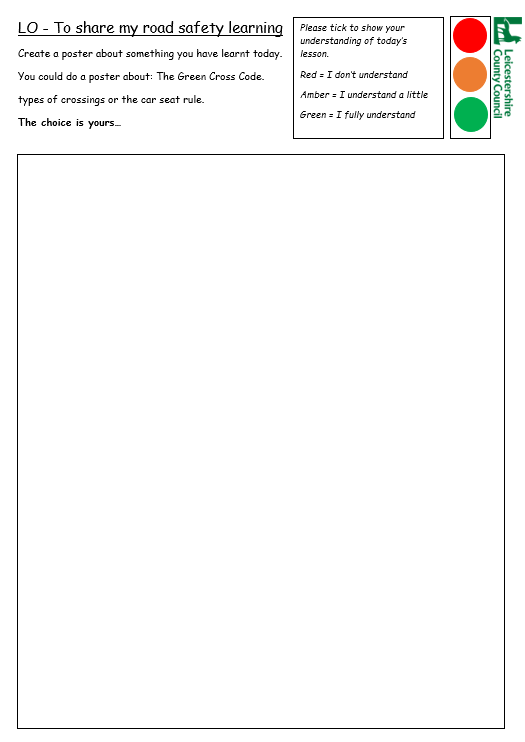 LO - To share my road safety learning
Create a poster about something you have learnt today.
You could do a poster about: The Green Cross Code.
types of crossings or the car seat rule.
The choice is yours…
Please tick to show your
understanding of today's
lesson.
Red = I don't understand
Amber = I understand a little
Green = I fully understand
Leicestershire
County Council